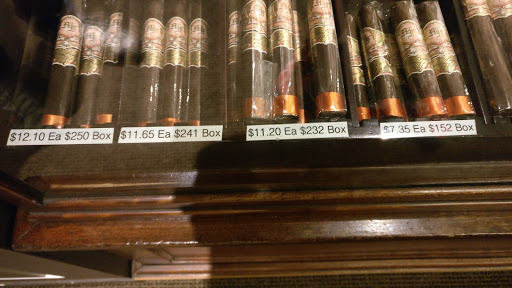 $12.10 Ea $250 Box
$11.65 Ea $241 Box
$11.20 Ea $232 Box
$7.35 Ea $152 Box